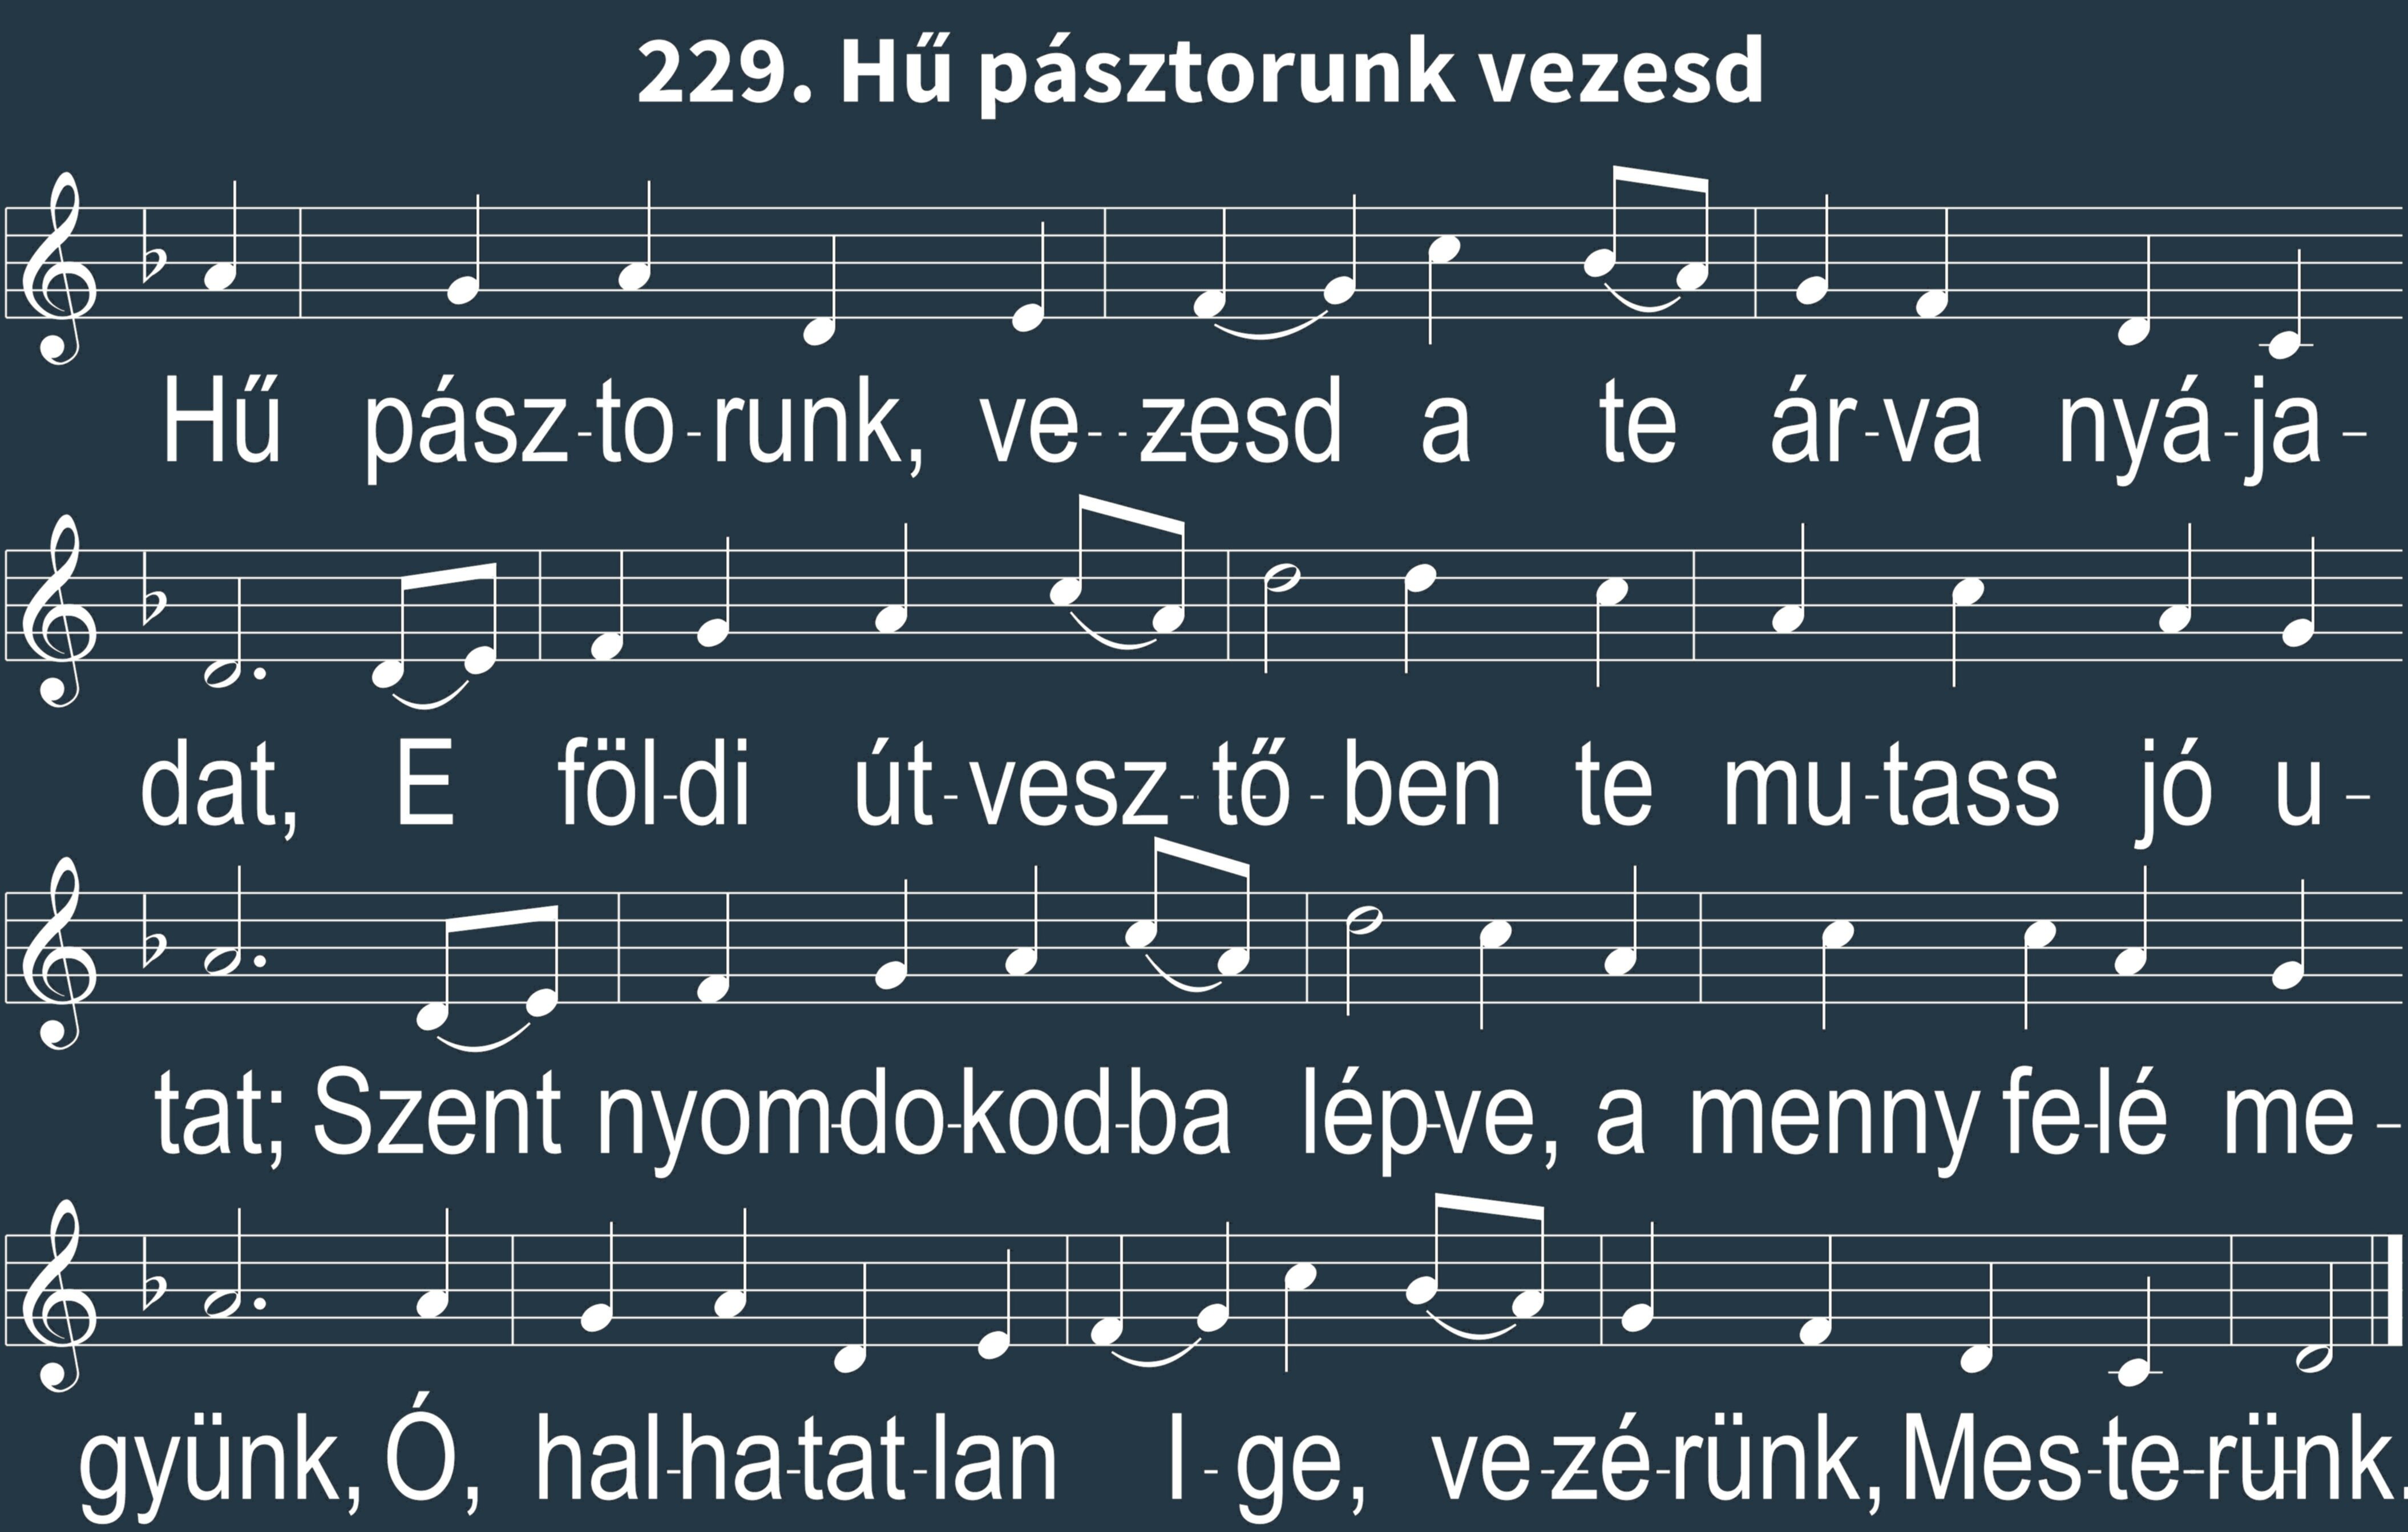 229. Hű pásztorunk vezesd
Hű pász-to-runk, ve- - -zesd a te ár-va nyá-ja-
dat, E föl-di út-vesz-tő-ben te mu-tass jó u-
tat; Szent nyom-do-kod-ba lép-ve, a menny fe-lé me-
gyünk, Ó, hal-ha-tat-lan I-ge, ve-zé-rünk, Mes-te-rünk.